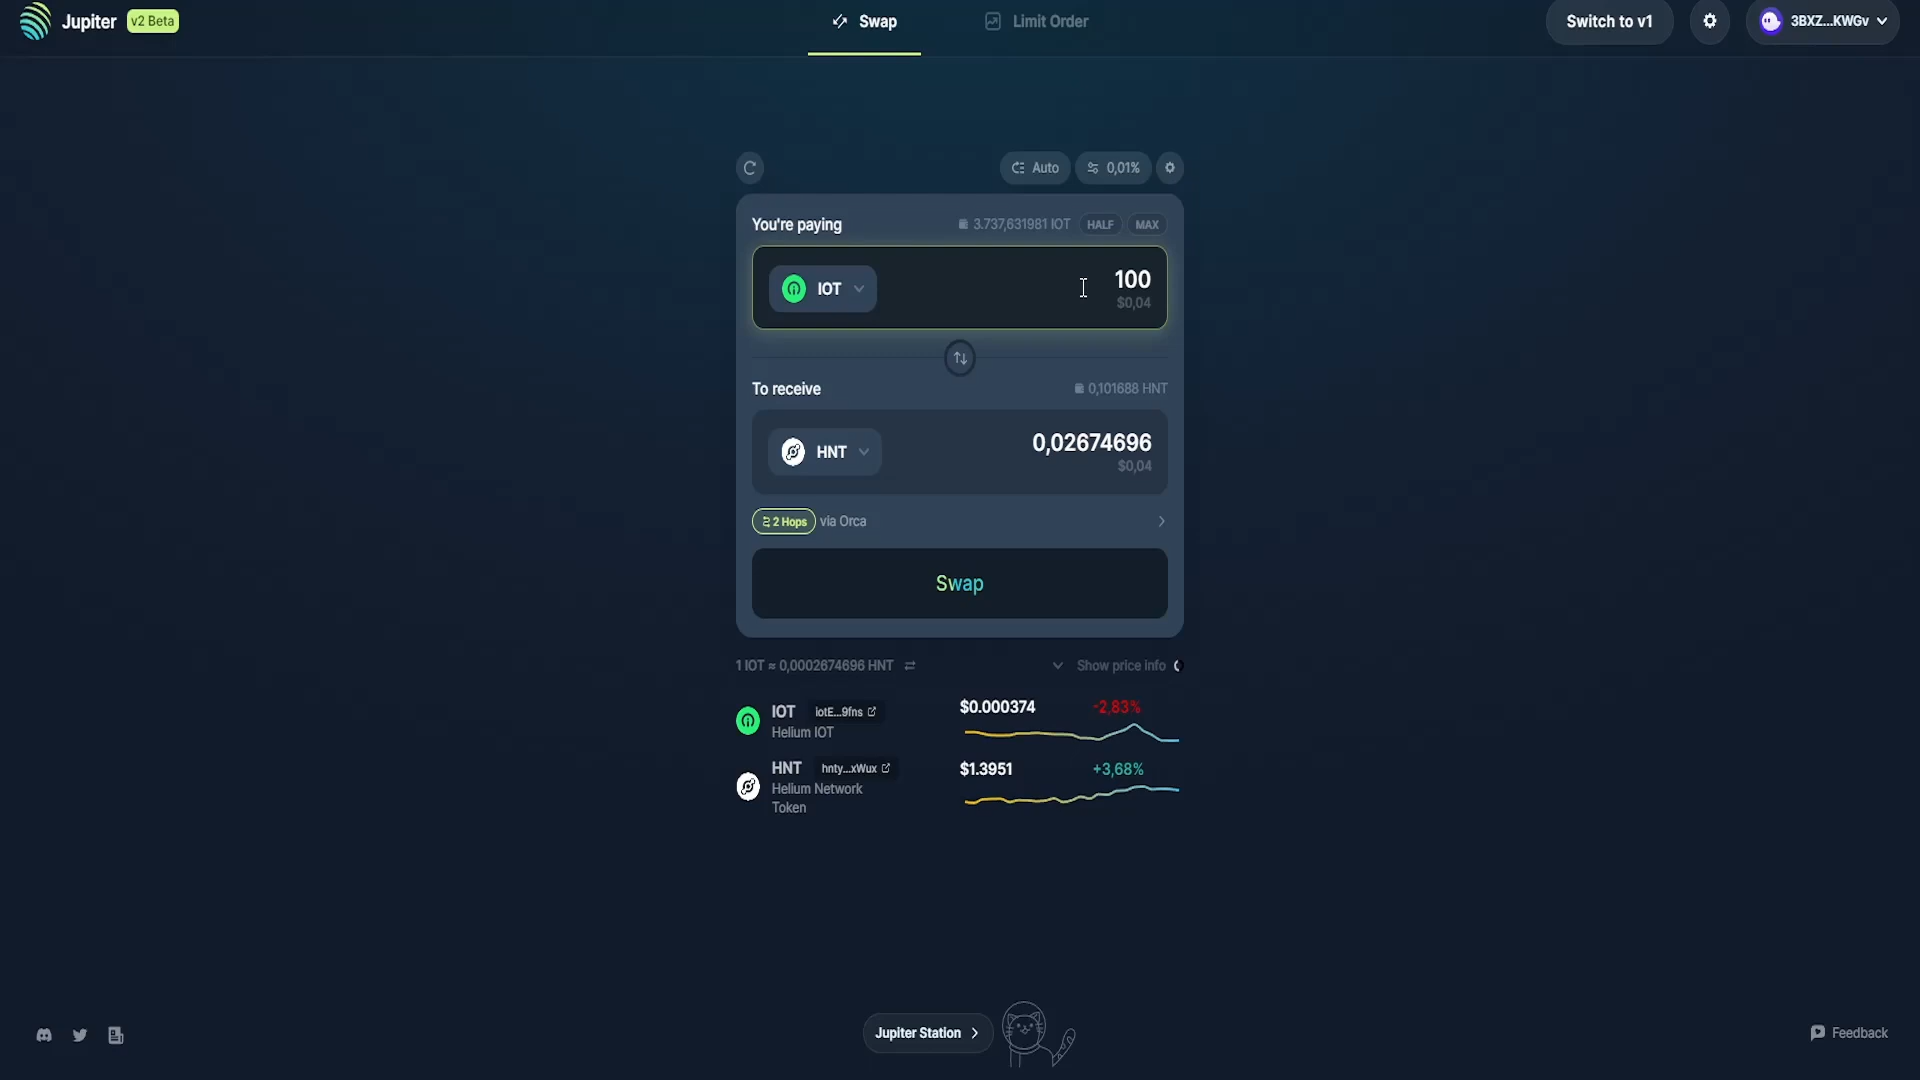 Jupiter v2 Beta
Swap
Limit Order
Switch to v1
3BXZ...KWGv
Auto
0,01%
You're paying
3.737,631981 IOT
HALF
MAX
IOT
100
$0,04
To receive
0,101688 HNT
HNT
0,02674696
$0,04
2 Hops
via Orca
Swap
1 IOT ≈ 0,0002674696 HNT
Show price info
IOT
iotE...9fns
$0.000374
-2,83%
Helium IOT
HNT
hnty...xWux
$1.3951
+3,68%
Helium Network
Token
Jupiter Station
Feedback